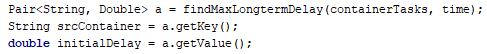 Pair<String, Double> a = findMaxLongtermDelay(containerTasks, time);
String srcContainer = a.getKey();
double initialDelay = a.getValue();